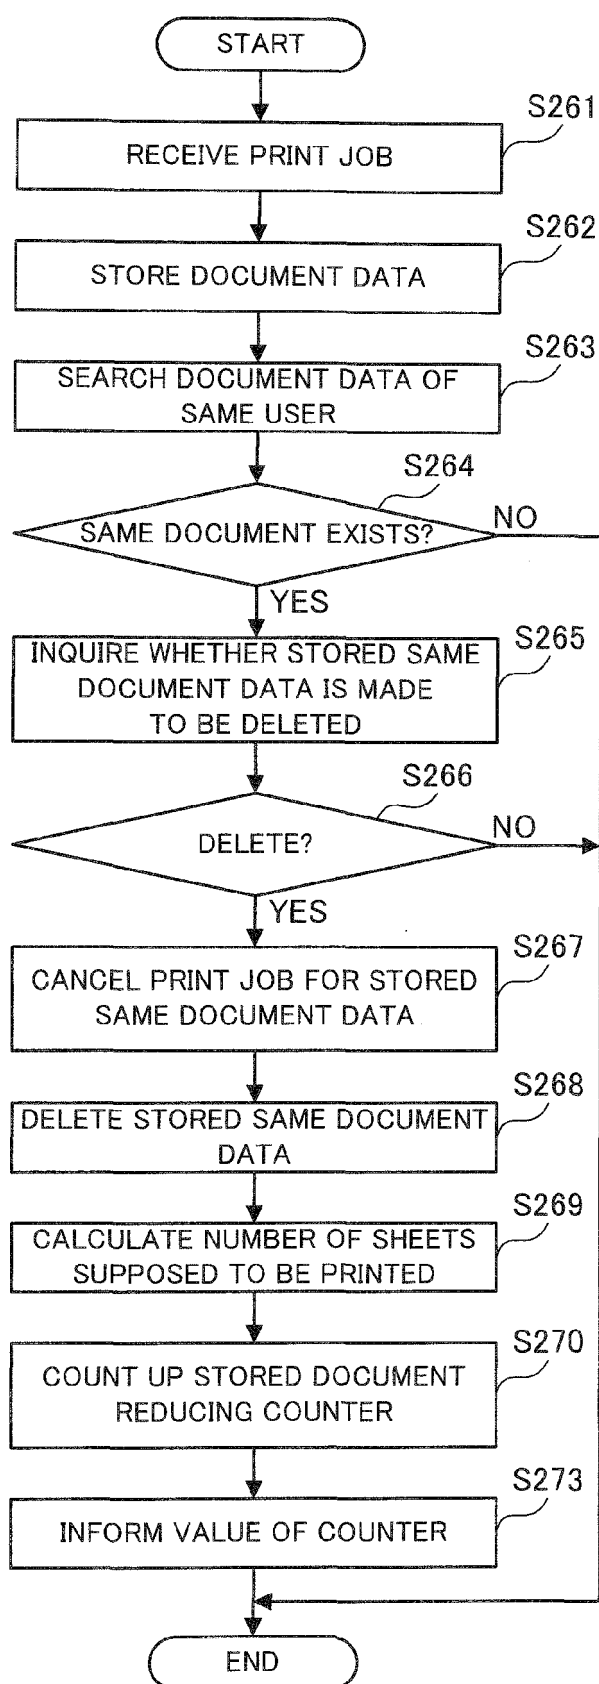 START
S261
RECEIVE PRINT JOB
S262
STORE DOCUMENT DATA
S263
SEARCH DOCUMENT DATA OF
SAME USER
S264
SAME DOCUMENT EXISTS?
NO
YES
S265
INQUIRE WHETHER STORED SAME
DOCUMENT DATA IS MADE
TO BE DELETED
S266
DELETE?
NO
YES
S267
CANCEL PRINT JOB FOR STORED
SAME DOCUMENT DATA
S268
DELETE STORED SAME DOCUMENT
DATA
S269
CALCULATE NUMBER OF SHEETS
SUPPOSED TO BE PRINTED
S270
COUNT UP STORED DOCUMENT
REDUCING COUNTER
S273
INFORM VALUE OF COUNTER
END